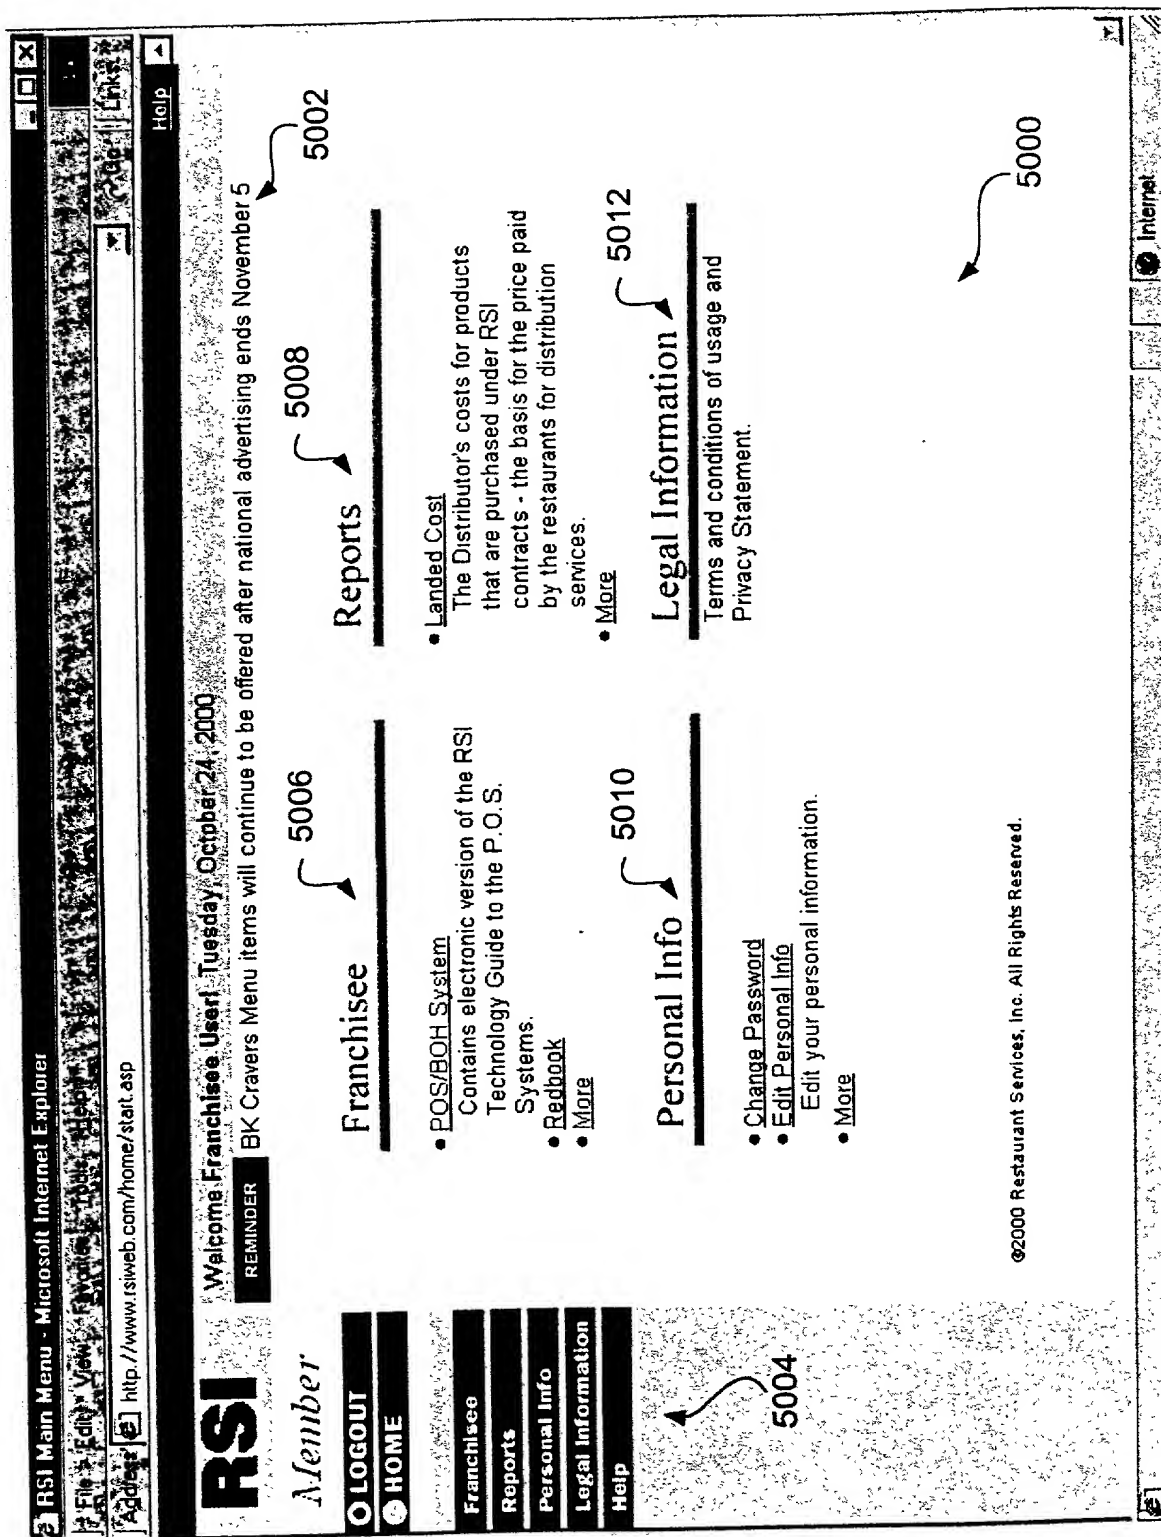 RSI Main Menu - Microsoft Internet Explorer
File Edit View Favorites Tools Help
Address http://www.rsiweb.com/home/start.asp Go Links
Help
RSI
Welcome Franchisee User! Tuesday, October 24, 2000
REMINDER BK Cravers Menu items will continue to be offered after national advertising ends November 5
5002
Member
LOGOUT
HOME
Franchisee
Reports
Personal Info
Legal Information
Help
5004
Franchisee
5006
• POS/BOH System
Contains electronic version of the RSI
Technology Guide to the P.O.S.
Systems.
• Redbook
• More
Reports
5008
• Landed Cost
The Distributor's costs for products
that are purchased under RSI
contracts - the basis for the price paid
by the restaurants for distribution
services.
• More
Personal Info
5010
• Change Password
• Edit Personal Info
Edit your personal information.
• More
Legal Information
5012
Terms and conditions of usage and
Privacy Statement.
5000
©2000 Restaurant Services, Inc. All Rights Reserved.
Internet